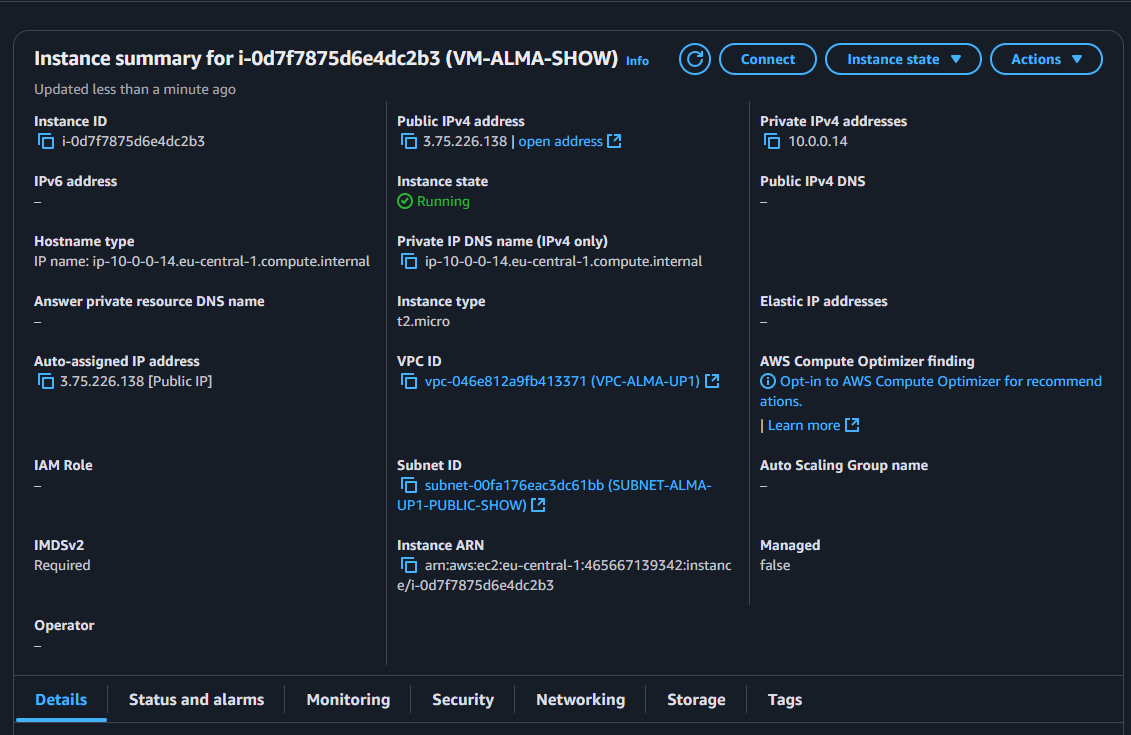 Instance summary for i-0d7f7875d6e4dc2b3 (VM-ALMA-SHOW) Info
Connect
Instance state
Actions
Updated less than a minute ago
Instance ID
i-0d7f7875d6e4dc2b3
Public IPv4 address
3.75.226.138 | open address
Private IPv4 addresses
10.0.0.14
IPv6 address
–
Instance state
Running
Public IPv4 DNS
–
Hostname type
IP name: ip-10-0-0-14.eu-central-1.compute.internal
Private IP DNS name (IPv4 only)
ip-10-0-0-14.eu-central-1.compute.internal
Answer private resource DNS name
–
Instance type
t2.micro
Elastic IP addresses
–
Auto-assigned IP address
3.75.226.138 [Public IP]
VPC ID
vpc-046e812a9fb413371 (VPC-ALMA-UP1)
AWS Compute Optimizer finding
Opt-in to AWS Compute Optimizer for recommend
ations.
| Learn more
IAM Role
–
Subnet ID
subnet-00fa176eac3dc61bb (SUBNET-ALMA-
UP1-PUBLIC-SHOW)
Auto Scaling Group name
–
IMDSv2
Required
Instance ARN
arn:aws:ec2:eu-central-1:465667139342:instanc
e/i-0d7f7875d6e4dc2b3
Managed
false
Operator
–
Details
Status and alarms
Monitoring
Security
Networking
Storage
Tags